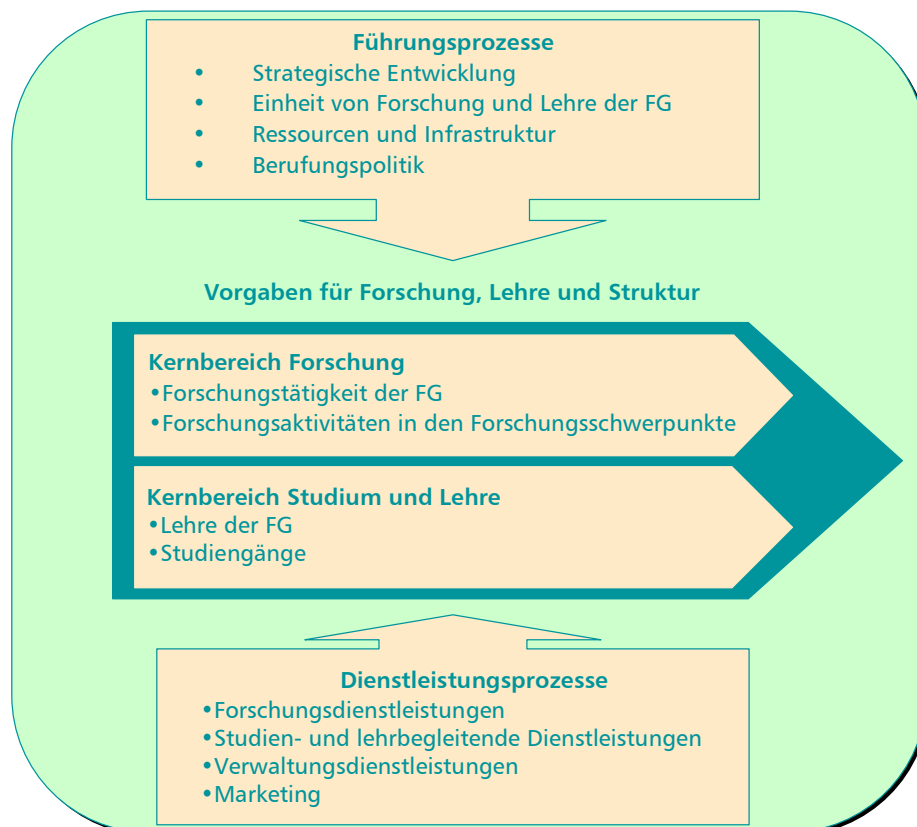 Führungsprozesse
• Strategische Entwicklung
• Einheit von Forschung und Lehre der FG
• Ressourcen und Infrastruktur
• Berufungspolitik
Vorgaben für Forschung, Lehre und Struktur
Kernbereich Forschung
•Forschungstätigkeit der FG
•Forschungsaktivitäten in den Forschungsschwerpunkte
Kernbereich Studium und Lehre
•Lehre der FG
•Studiengänge
Dienstleistungsprozesse
•Forschungsdienstleistungen
•Studien- und lehrbegleitende Dienstleistungen
•Verwaltungsdienstleistungen
•Marketing